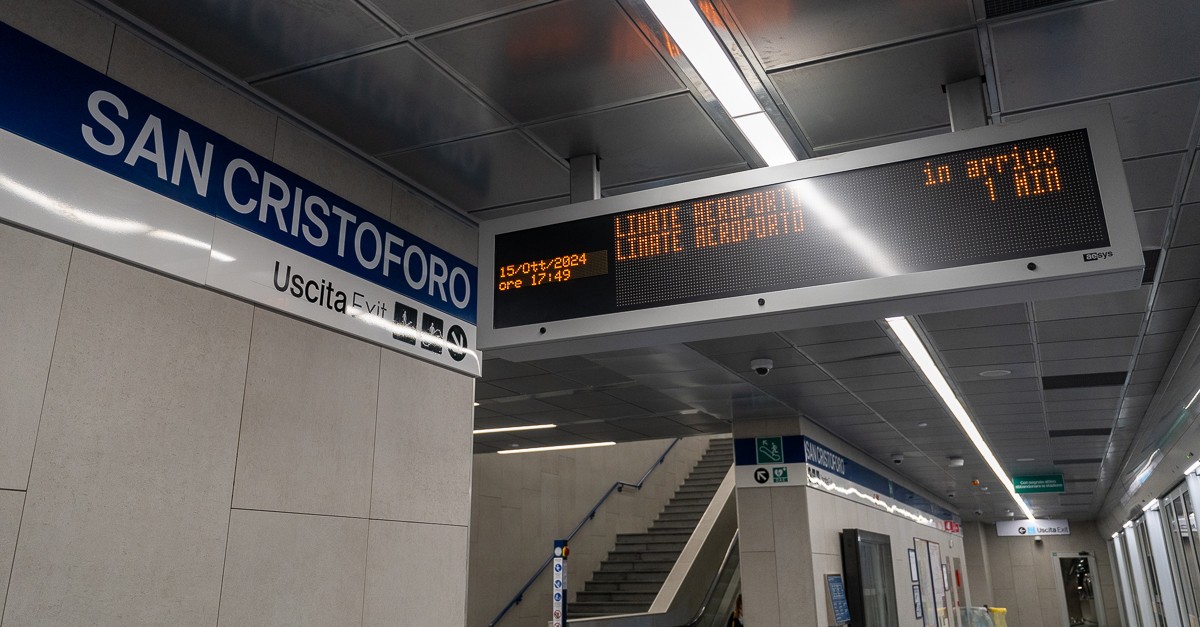 SAN CRISTOFORO
Uscita Exit
15/Ott/2024
ore 17:49
LINATE AEROPORTO
LINATE AEROPORTO
in arrivo
1 MIN
aesys
SAN CRISTOFORO
Uscita Exit